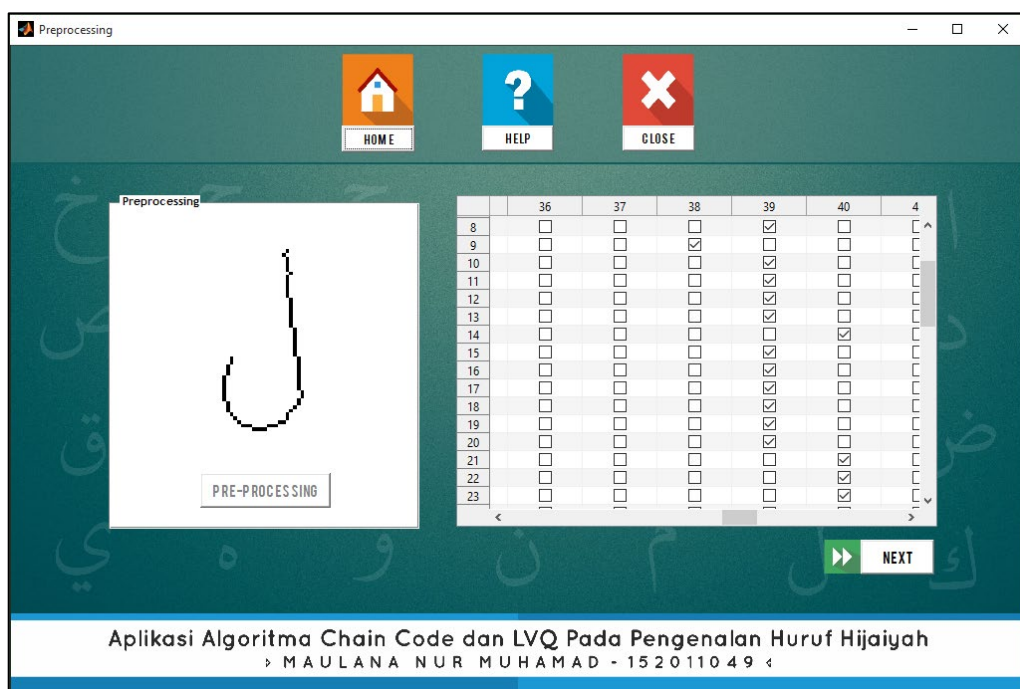 Preprocessing
HOME
HELP
CLOSE
خ
Preprocessing
36 37 38 39 40 4
8
9
10
11
12
13
14
15
16
17
18
19
20
21
22
23
ص
د
ق
ض
PRE-PROCESSING
ي ه و ن م ل ك
NEXT
Aplikasi Algoritma Chain Code dan LVQ Pada Pengenalan Huruf Hijaiyah
MAULANA NUR MUHAMAD - 152011049